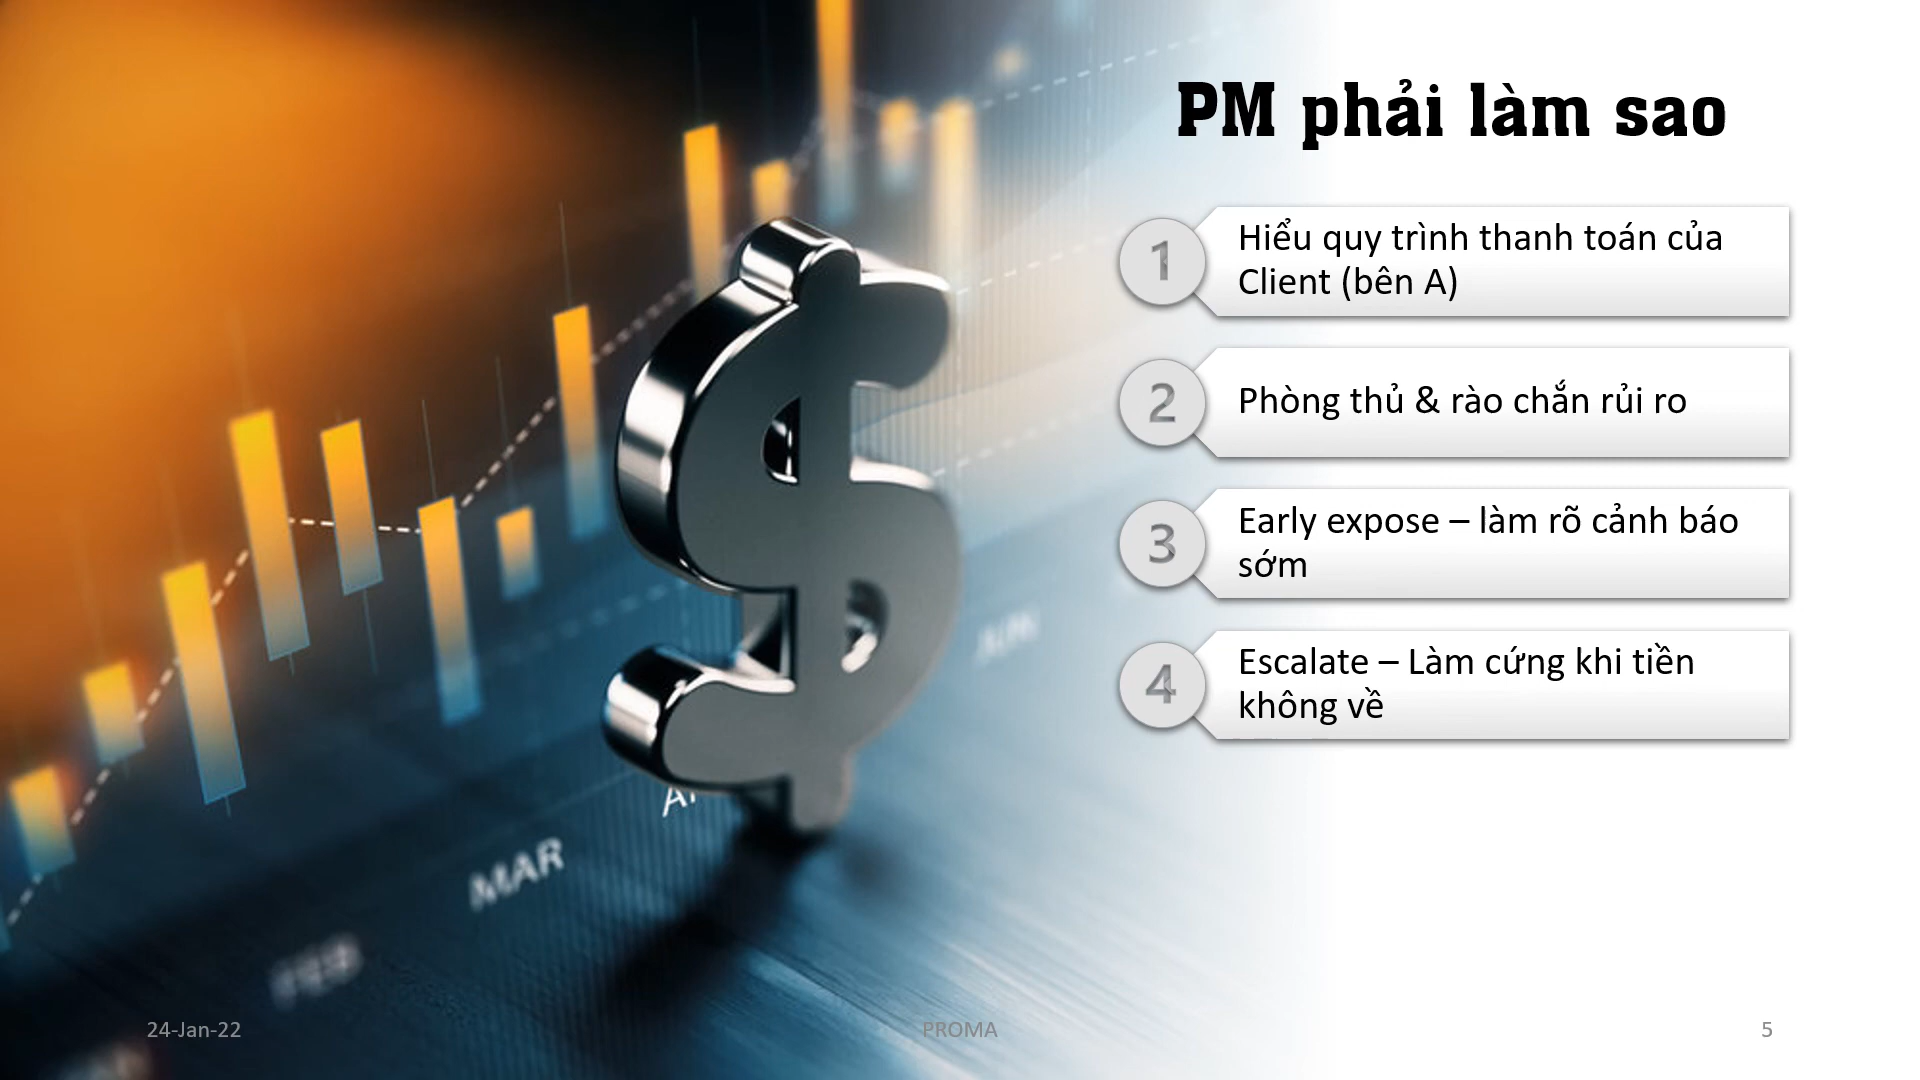 PM phải làm sao
1
Hiểu quy trình thanh toán của
Client (bên A)
2
Phòng thủ & rào chắn rủi ro
3
Early expose – làm rõ cảnh báo
sớm
4
Escalate – Làm cứng khi tiền
không về
MAR
FEB
24-Jan-22
PROMA
5